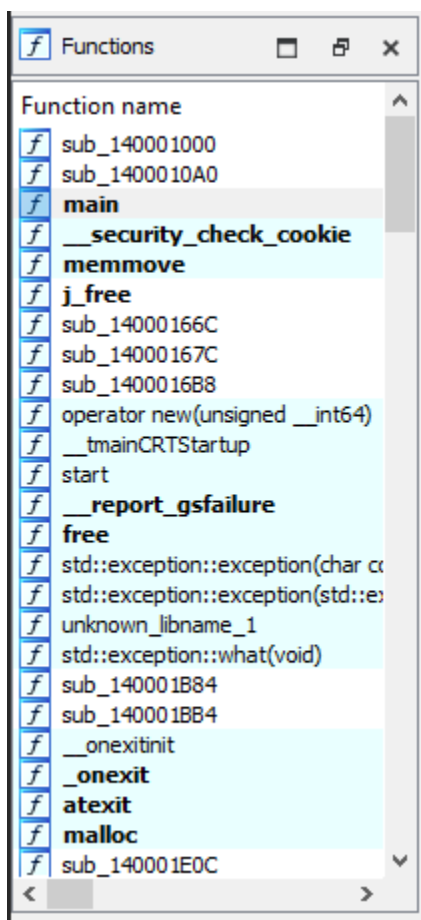 Functions
Function name
sub_140001000
sub_1400010A0
main
__security_check_cookie
memmove
j_free
sub_14000166C
sub_14000167C
sub_1400016B8
operator new(unsigned __int64)
__tmainCRTStartup
start
__report_gsfailure
free
std::exception::exception(char co
std::exception::exception(std::ex
unknown_libname_1
std::exception::what(void)
sub_140001B84
sub_140001BB4
__onexitinit
_onexit
atexit
malloc
sub_140001E0C